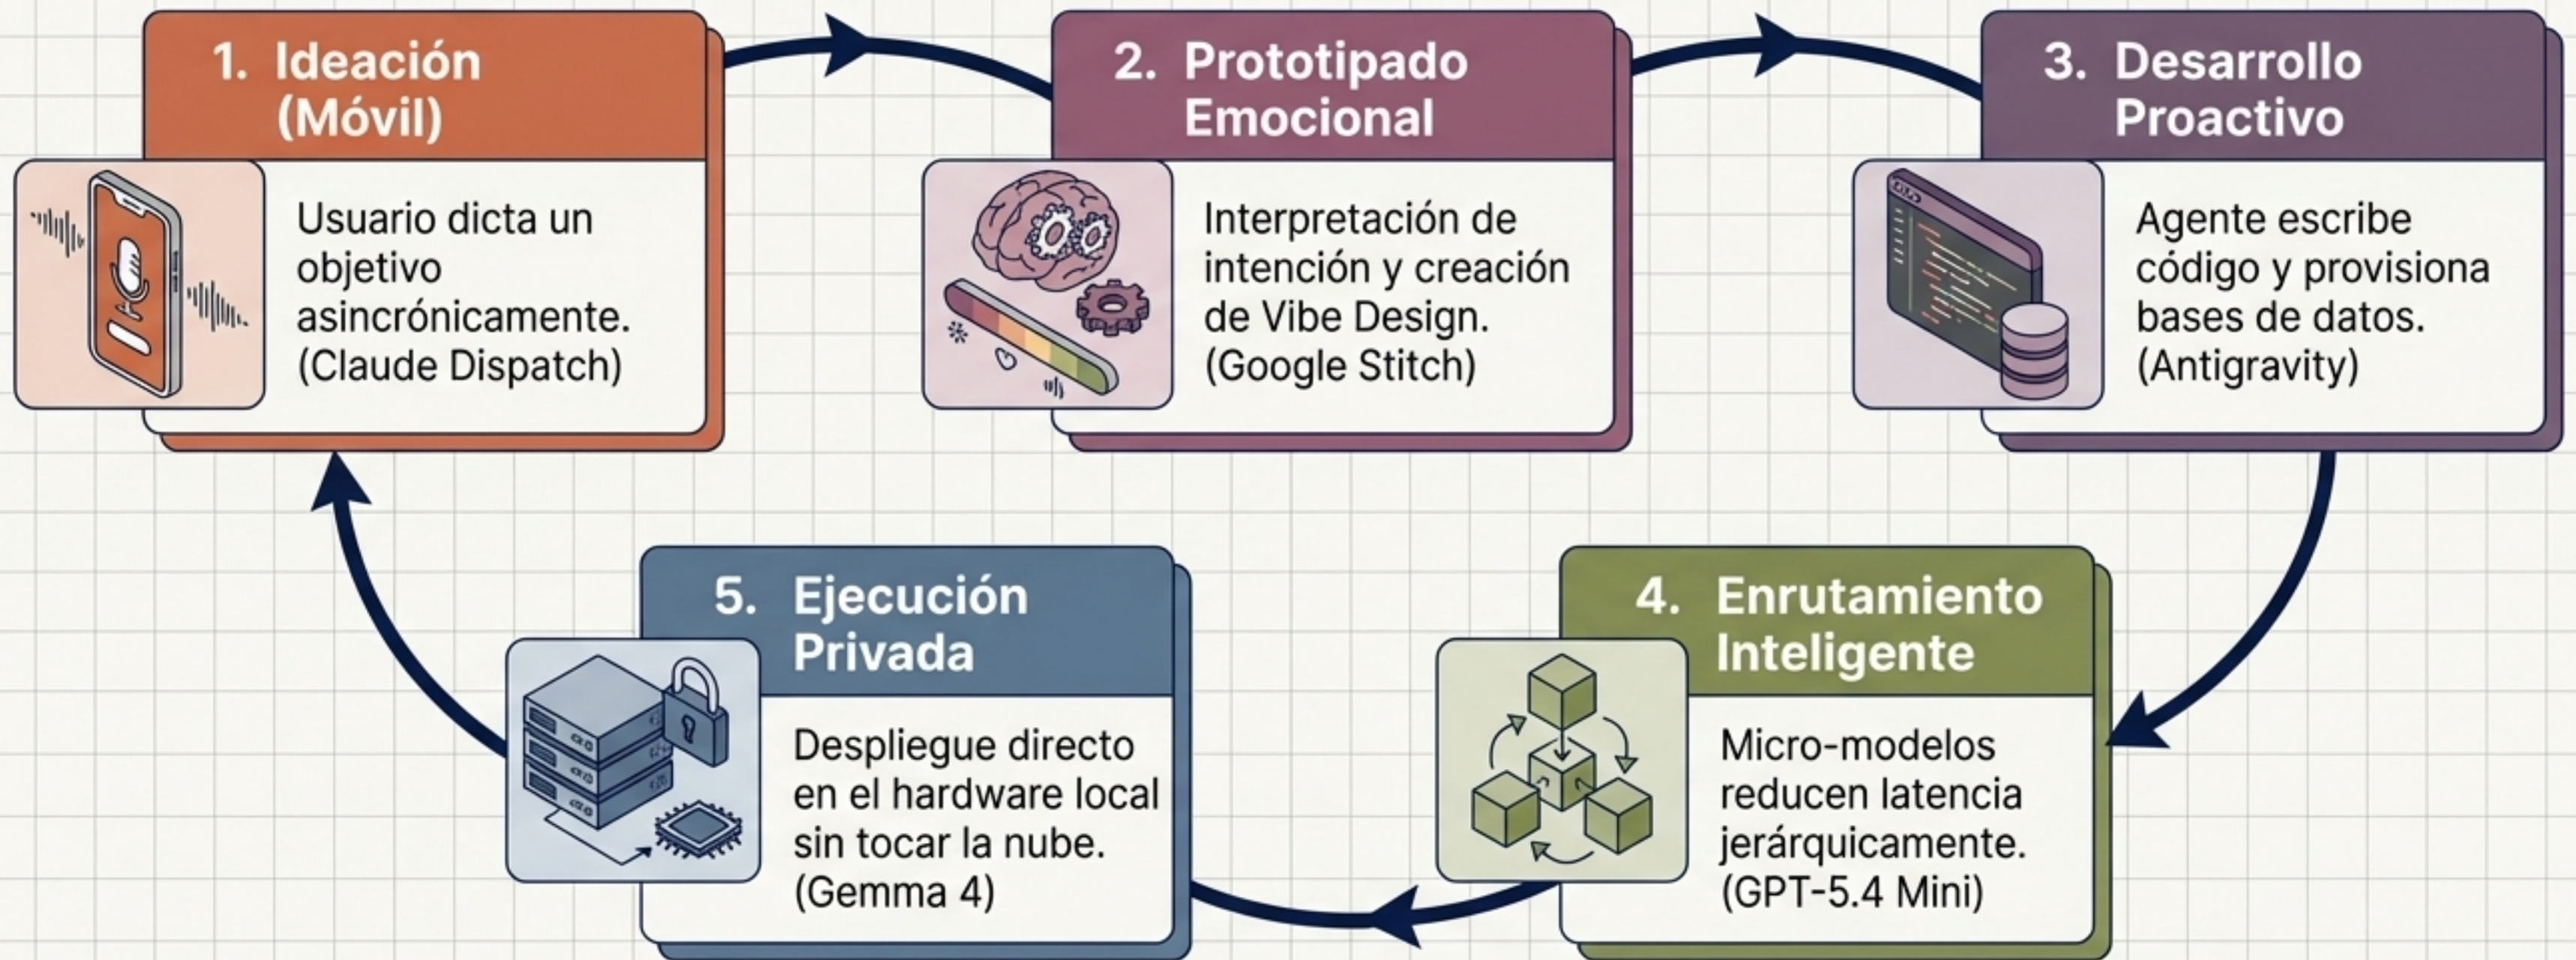 1. Ideación
(Móvil)
Usuario dicta un
objetivo
asincrónicamente.
(Claude Dispatch)
2. Prototipado
Emocional
Interpretación de
intención y creación
de Vibe Design.
(Google Stitch)
3. Desarrollo
Proactivo
Agente escribe
código y provisiona
bases de datos.
(Antigravity)
4. Enrutamiento
Inteligente
Micro-modelos
reducen latencia
jerárquicamente.
(GPT-5.4 Mini)
5. Ejecución
Privada
Despliegue directo
en el hardware local
sin tocar la nube.
(Gemma 4)